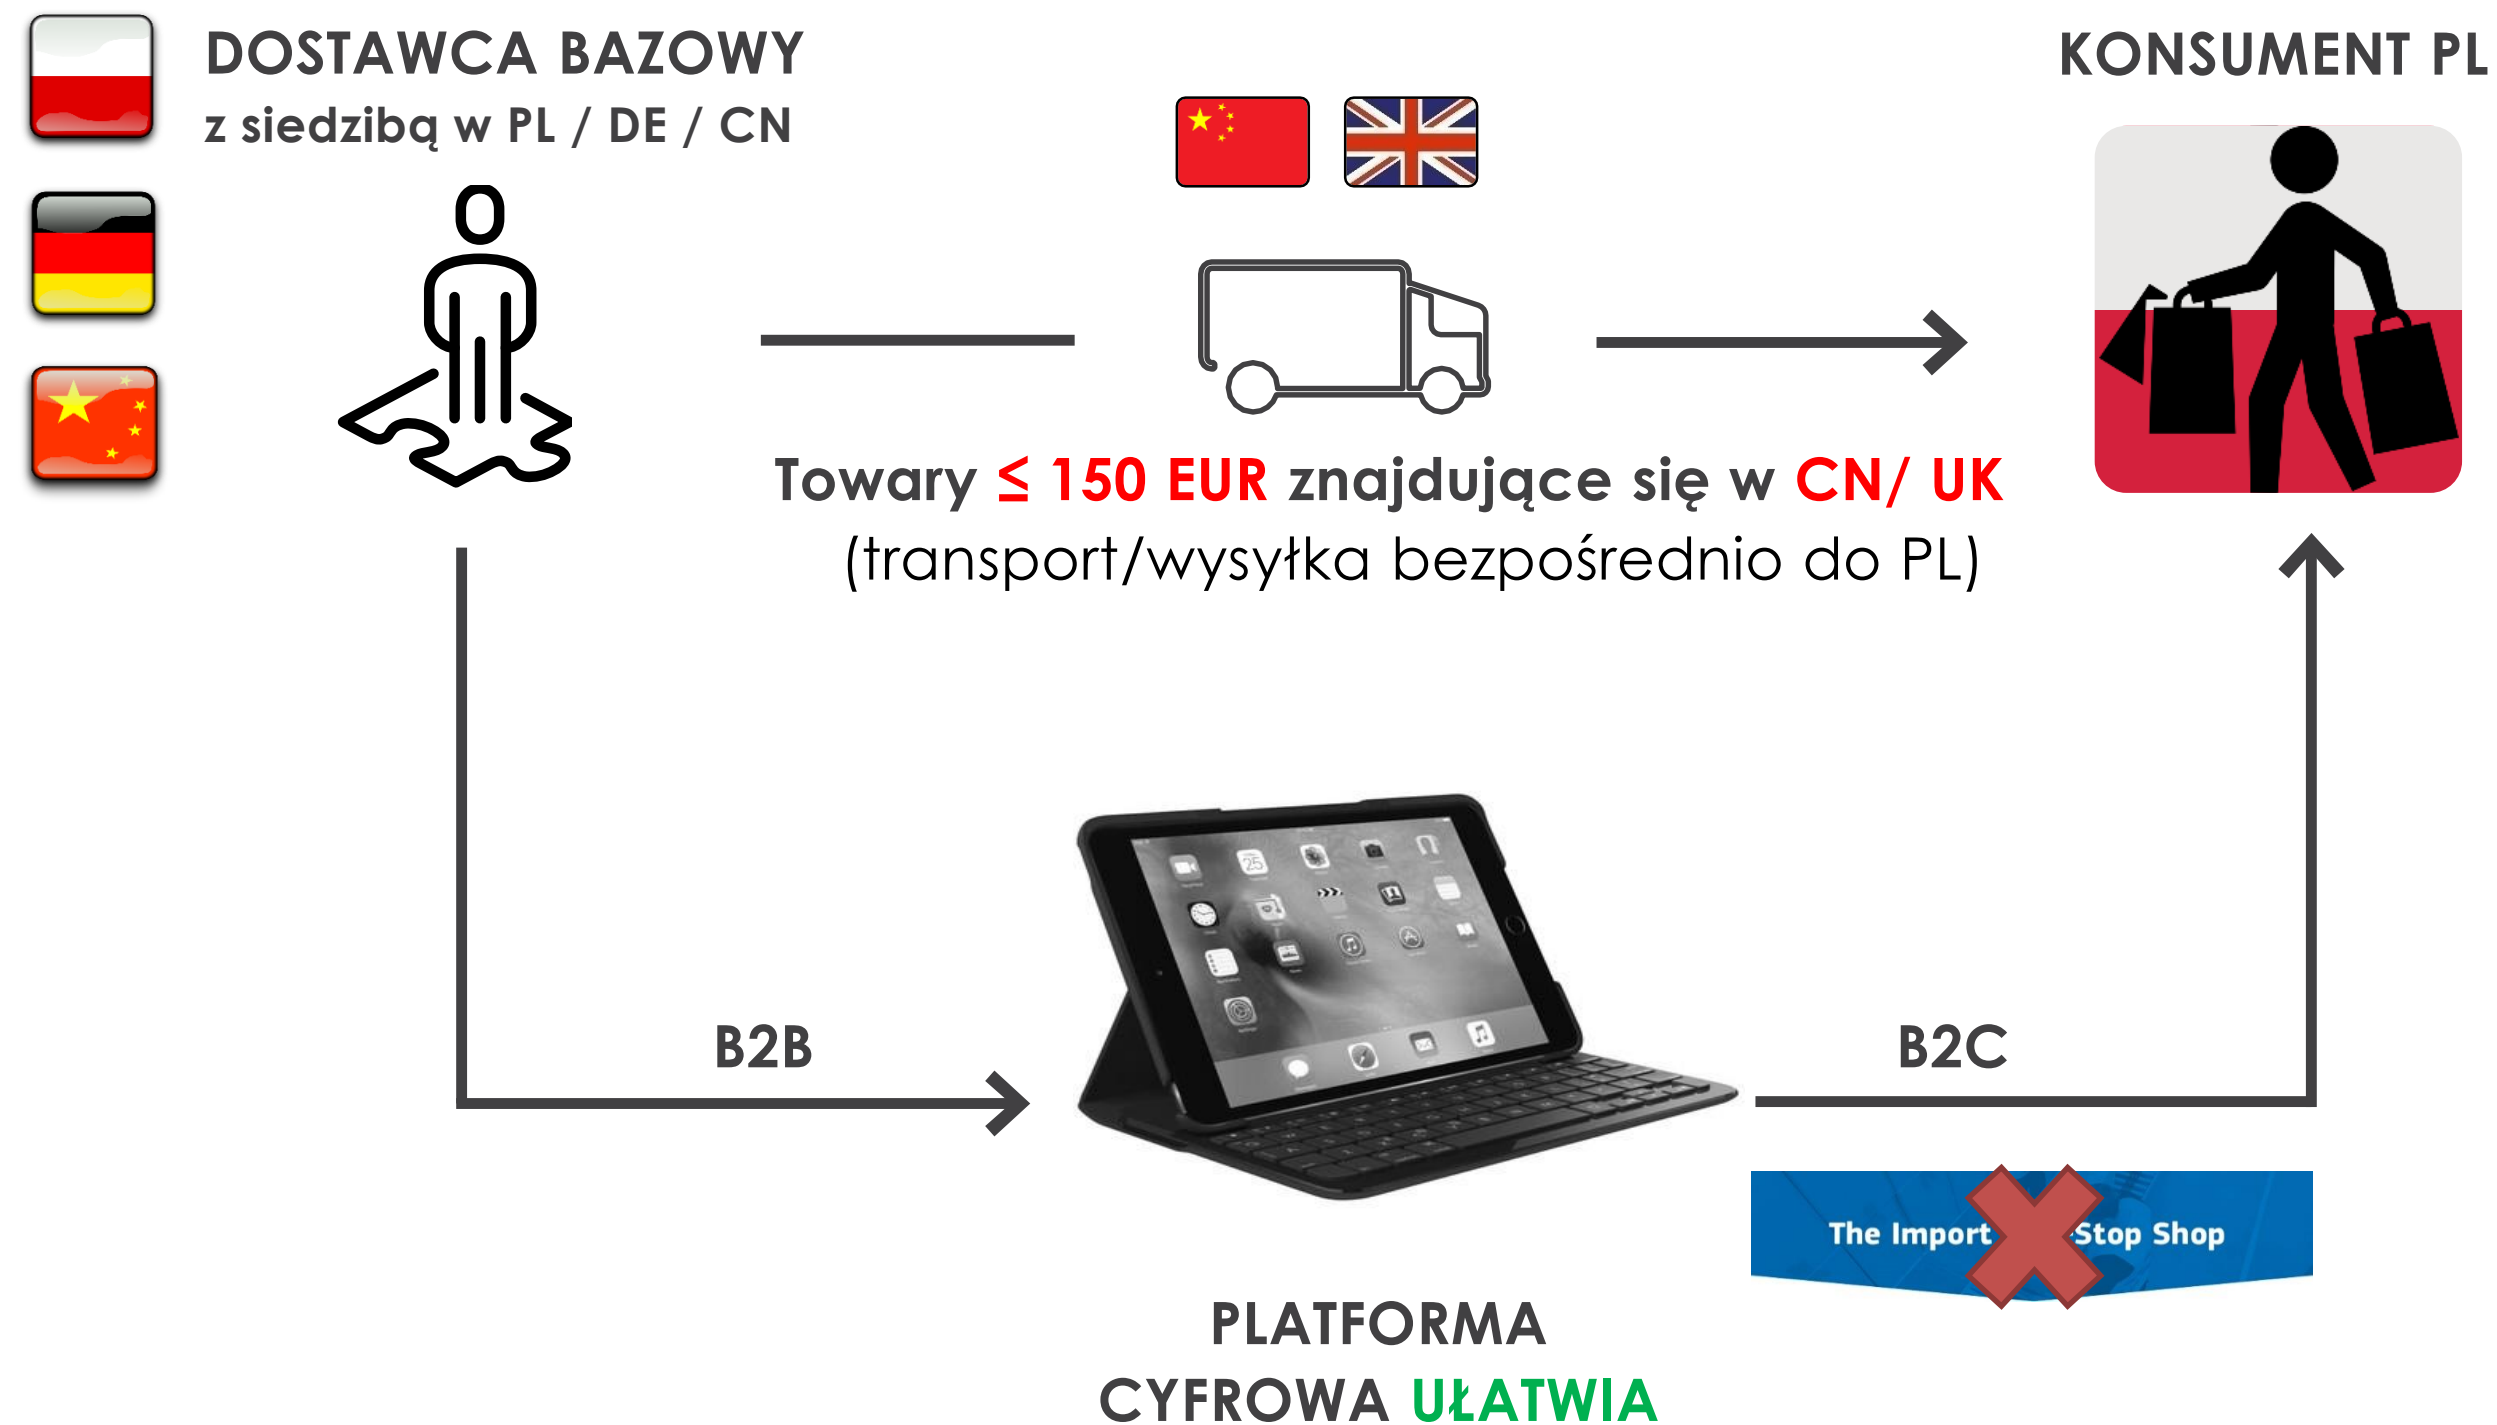 DOSTAWCA BAZOWY
z siedzibą w PL / DE / CN
KONSUMENT PL
Towary ≤ 150 EUR znajdujące się w CN/ UK
(transport/wysyłka bezpośrednio do PL)
B2B
B2C
The Import Stop Shop
PLATFORMA
CYFROWA UŁATWIA